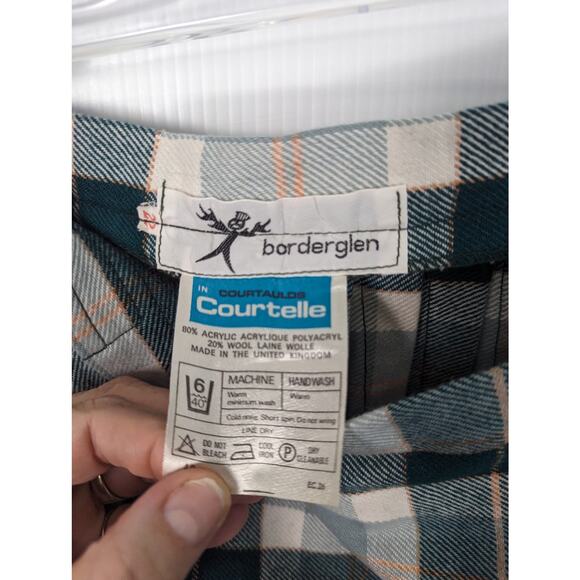 borderglen
IN COURTAULDS
Courtelle
80% ACRYLIC ACRYLIQUE POLYACRYL
20% WOOL LAINE WOLLE
MADE IN THE UNITED KINGDOM
6
40°
MACHINE HANDWASH
Warm minimum wash Warm
Cold rinse. Short spin. Do not wring
LINE DRY
DO NOT BLEACH COOL IRON P DRY CLEANABLE